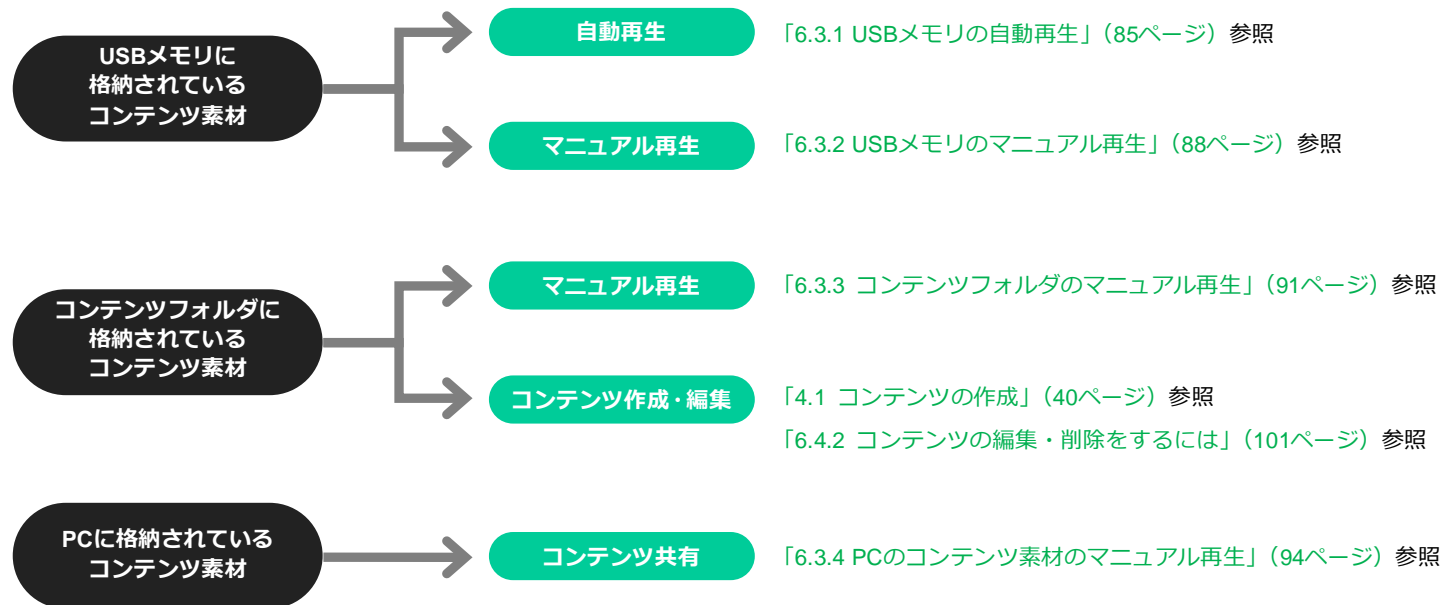 USBメモリに
格納されている
コンテンツ素材
自動再生
「6.3.1 USBメモリの自動再生」（85ページ）参照
マニュアル再生
「6.3.2 USBメモリのマニュアル再生」（88ページ）参照
コンテンツフォルダに
格納されている
コンテンツ素材
マニュアル再生
「6.3.3 コンテンツフォルダのマニュアル再生」（91ページ）参照
コンテンツ作成・編集
「4.1 コンテンツの作成」（40ページ）参照
「6.4.2 コンテンツの編集・削除をするには」（101ページ）参照
PCに格納されている
コンテンツ素材
コンテンツ共有
「6.3.4 PCのコンテンツ素材のマニュアル再生」（94ページ）参照